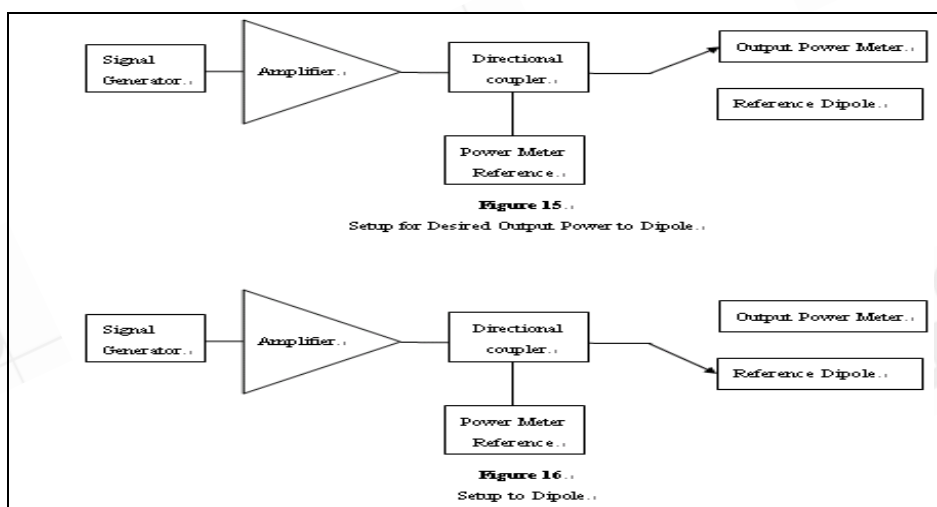 Signal
Generator
Amplifier
Directional
coupler
Output Power Meter
Reference Dipole
Power Meter
Reference
Figure 15
Setup for Desired Output Power to Dipole
Signal
Generator
Amplifier
Directional
coupler
Output Power Meter
Reference Dipole
Power Meter
Reference
Figure 16
Setup to Dipole